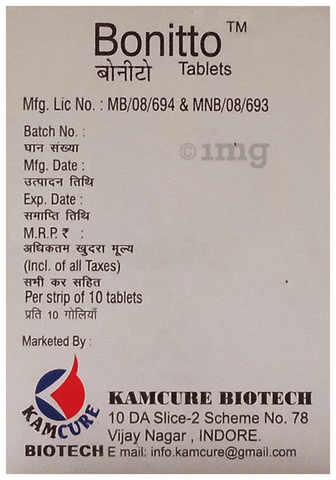 Bonitto™
बोनीटो Tablets
Mfg. Lic No. : MB/08/694 & MNB/08/693
Batch No. :
घान संख्या
©1mg
Mfg. Date :
उत्पादन तिथि
Exp. Date :
समाप्ति तिथि
M.R.P. ₹ :
अधिकतम खुदरा मूल्य
(Incl. of all Taxes)
सभी कर सहित
Per strip of 10 tablets
प्रति 10 गोलियाँ
Marketed By :
KAMCURE
BIOTECH
KAMCURE BIOTECH
10 DA Slice-2 Scheme No. 78
Vijay Nagar , INDORE.
E mail: info.kamcure@gmail.com